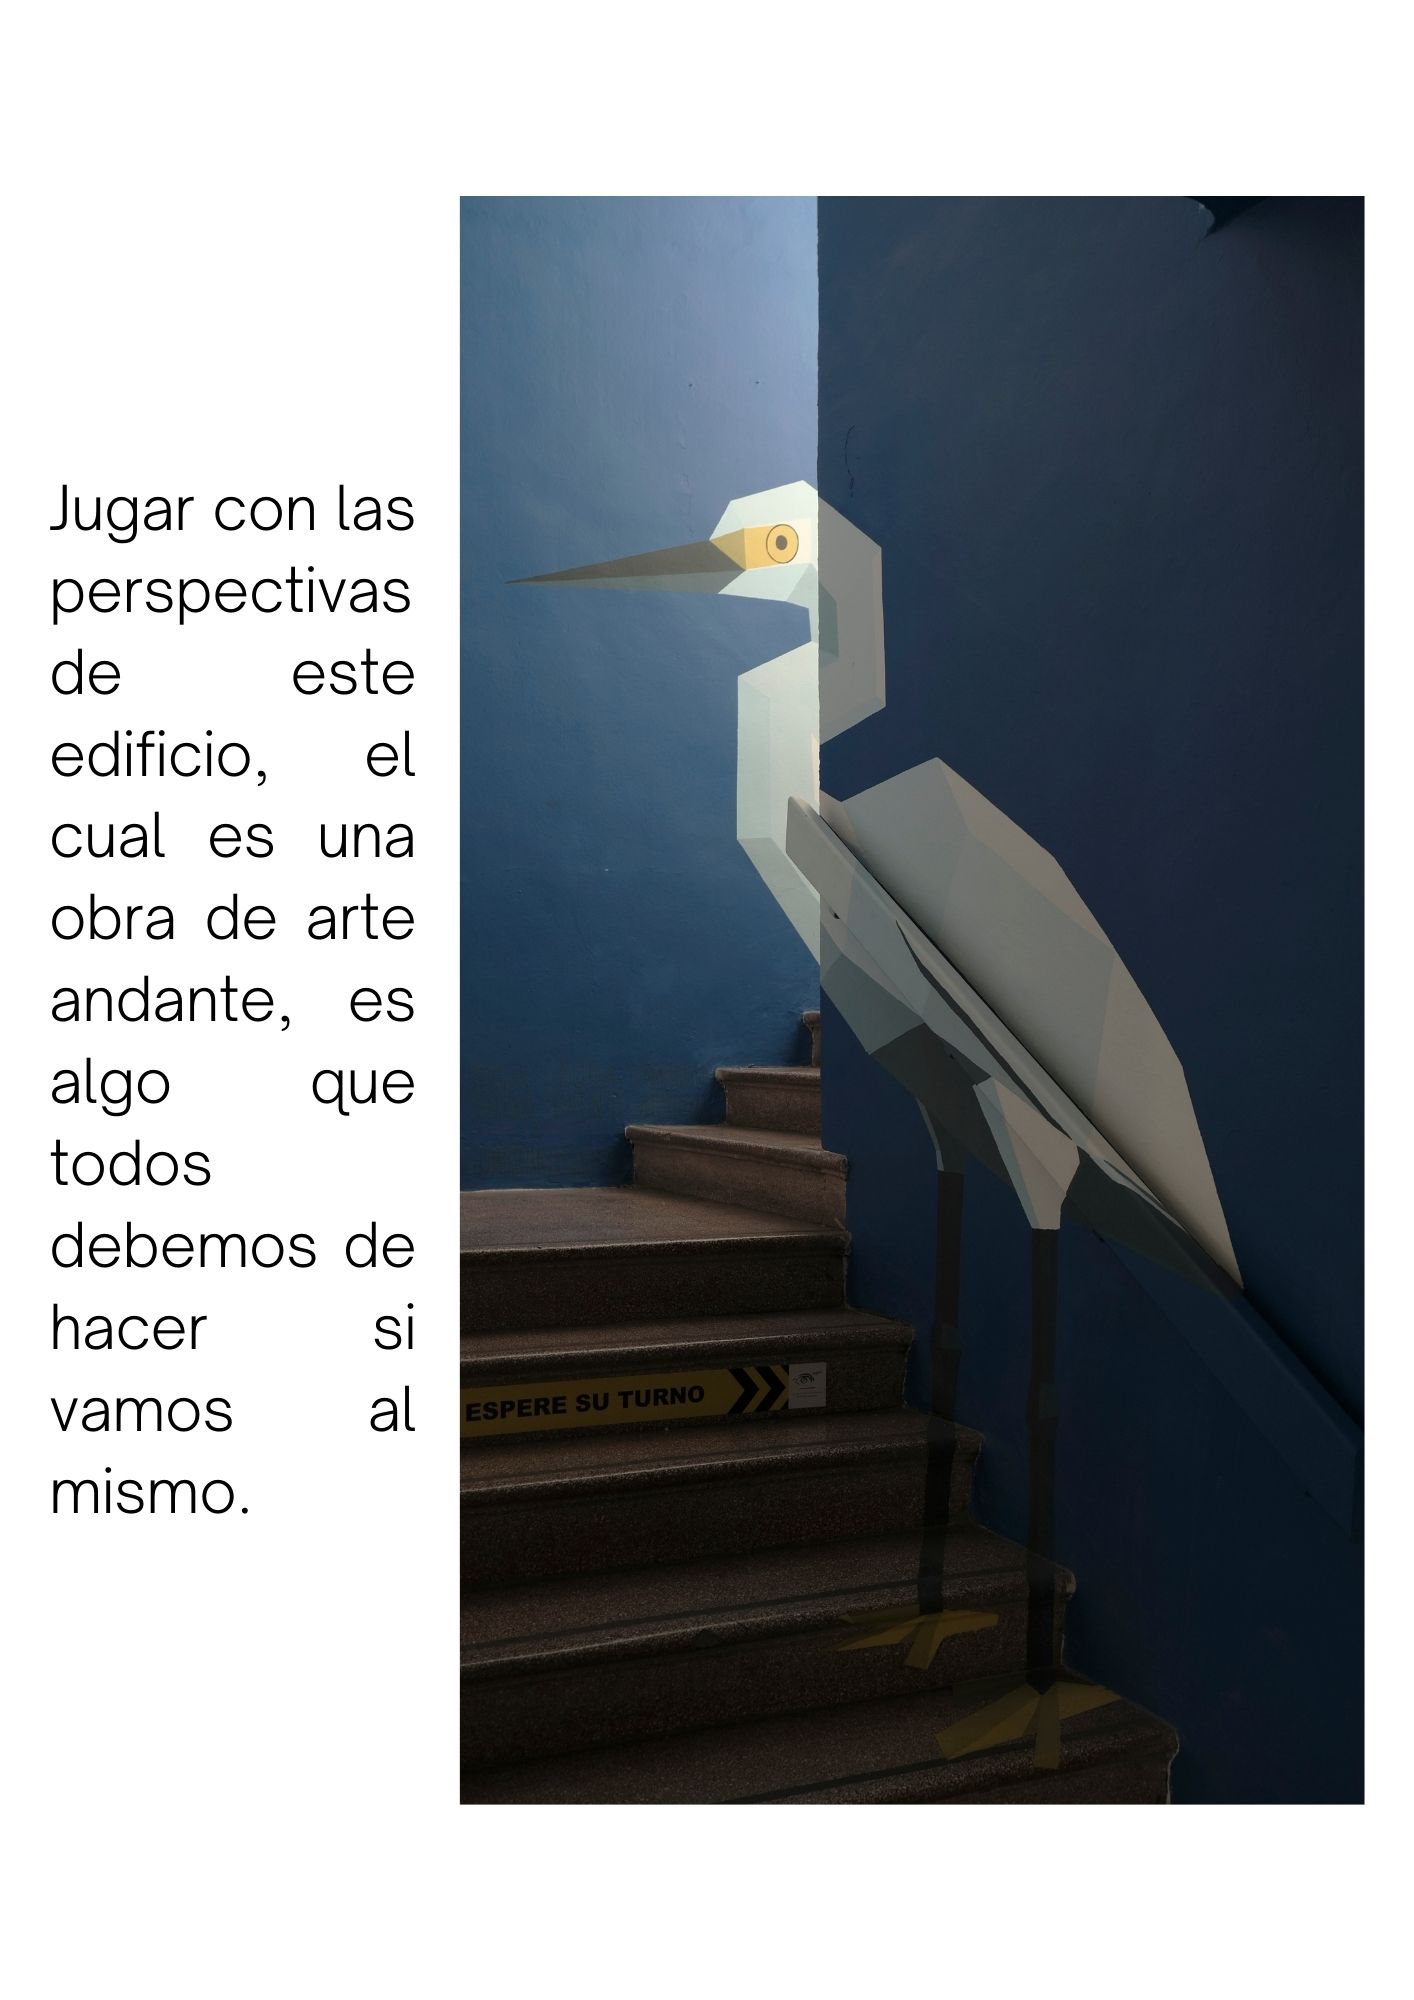 Jugar con las
perspectivas
de este
edificio, el
cual es una
obra de arte
andante, es
algo que
todos
debemos de
hacer si
vamos al
mismo.
ESPERE SU TURNO